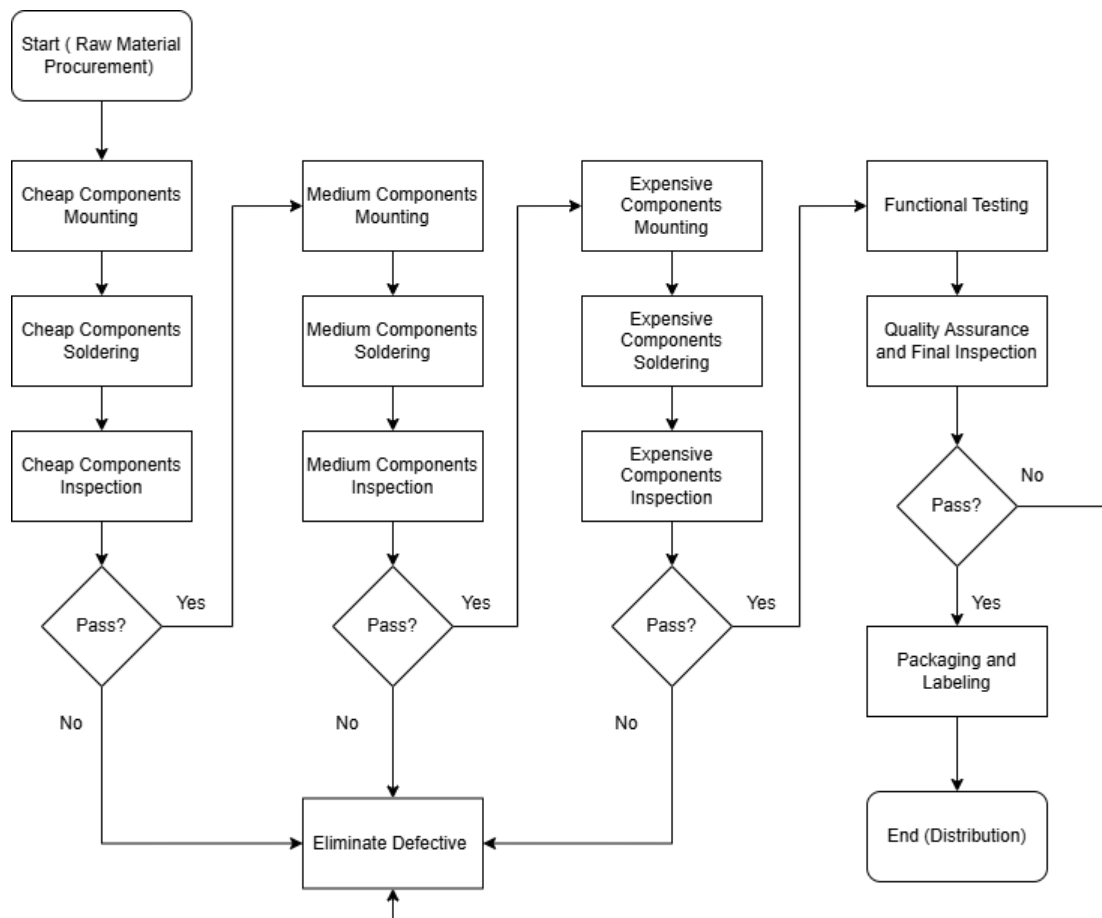 Start ( Raw Material
Procurement)
Cheap Components
Mounting
Medium Components
Mounting
Expensive
Components
Mounting
Functional Testing
Cheap Components
Soldering
Medium Components
Soldering
Expensive
Components
Soldering
Quality Assurance
and Final Inspection
Cheap Components
Inspection
Medium Components
Inspection
Expensive
Components
Inspection
Pass?
No
Yes
Pass?
Yes
Pass?
Yes
Pass?
Yes
Packaging and
Labeling
No
No
No
Eliminate Defective
End (Distribution)